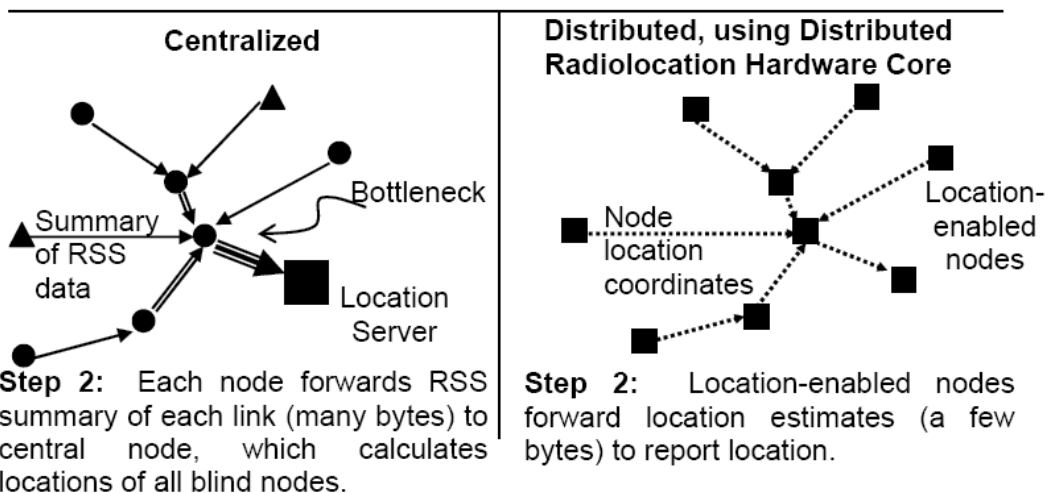 Centralized
Bottleneck
Summary
of RSS
data
Location
Server
Step 2: Each node forwards RSS
summary of each link (many bytes) to
central node, which calculates
locations of all blind nodes.
Distributed, using Distributed
Radiolocation Hardware Core
Location-
enabled
nodes
Node
location
coordinates
Step 2: Location-enabled nodes
forward location estimates (a few
bytes) to report location.